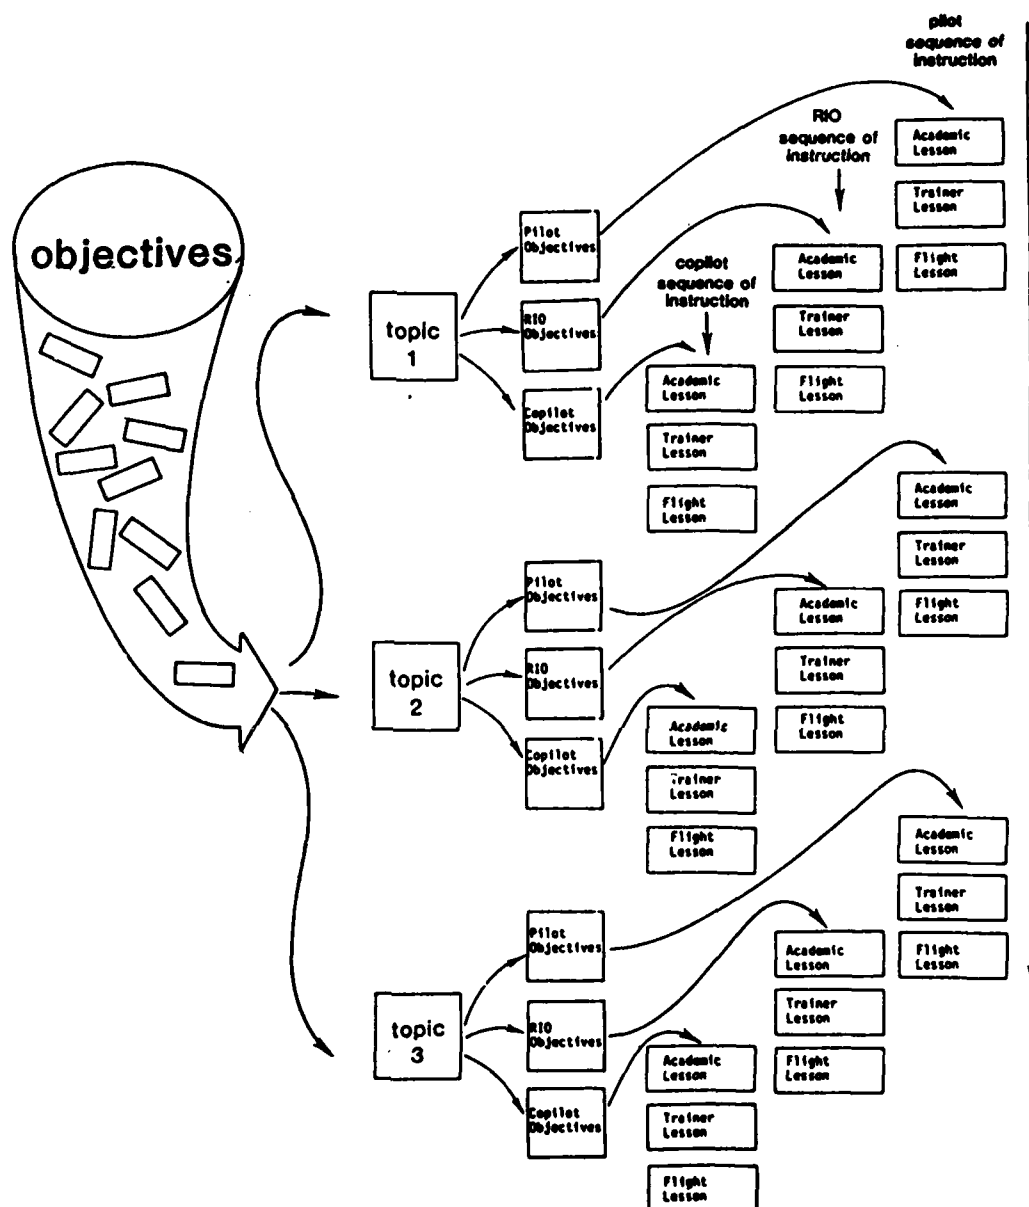 pilot
sequence of
instruction
RIO
sequence of
instruction
copilot
sequence of
instruction
objectives
topic
1
Pilot
Objectives
RIO
Objectives
Copilot
Objectives
Academic
Lesson
Trainer
Lesson
Flight
Lesson
Academic
Lesson
Trainer
Lesson
Flight
Lesson
Academic
Lesson
Trainer
Lesson
Flight
Lesson
topic
2
Pilot
Objectives
RIO
Objectives
Copilot
Objectives
Academic
Lesson
Trainer
Lesson
Flight
Lesson
Academic
Lesson
Trainer
Lesson
Flight
Lesson
Academic
Lesson
Trainer
Lesson
Flight
Lesson
topic
3
Pilot
Objectives
RIO
Objectives
Copilot
Objectives
Academic
Lesson
Trainer
Lesson
Flight
Lesson
Academic
Lesson
Trainer
Lesson
Flight
Lesson
Academic
Lesson
Trainer
Lesson
Flight
Lesson